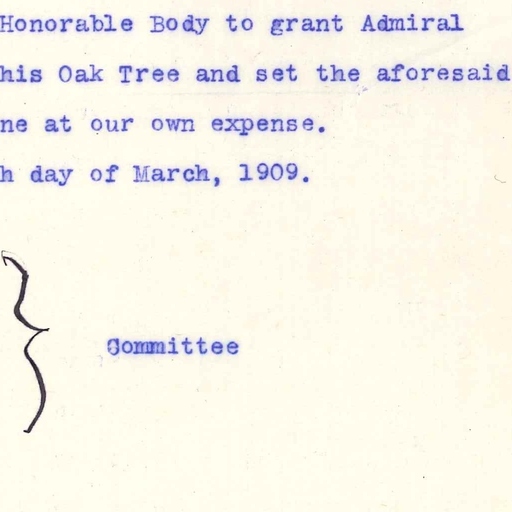 Honorable Body to grant Admiral
his Oak Tree and set the aforesaid
ne at our own expense.
h day of March, 1909.
Committee